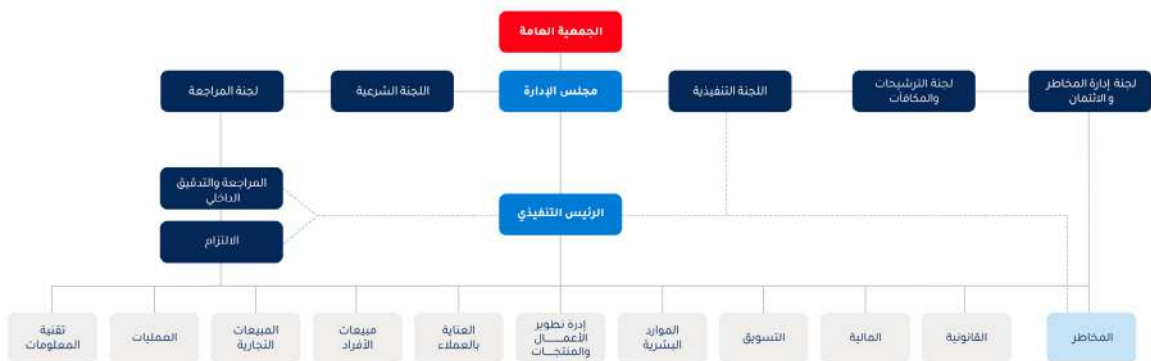 الجمعية العامة
لجنة إدارة المخاطر
و الائتمان
لجنة الترشيحات
والمكافآت
اللجنة التنفيذية
مجلس الإدارة
اللجنة الشرعية
لجنة المراجعة
المراجعة والتدقيق
الداخلي
الرئيس التنفيذي
الالتزام
المخاطر
القانونية
المالية
التسويق
الموارد
البشرية
إدرة تطوير
الأعمـــــال
والمنتجـــات
العناية
بالعملاء
مبيعات
الأفراد
المبيعات
التجارية
العمليات
تقنية
المعلومات